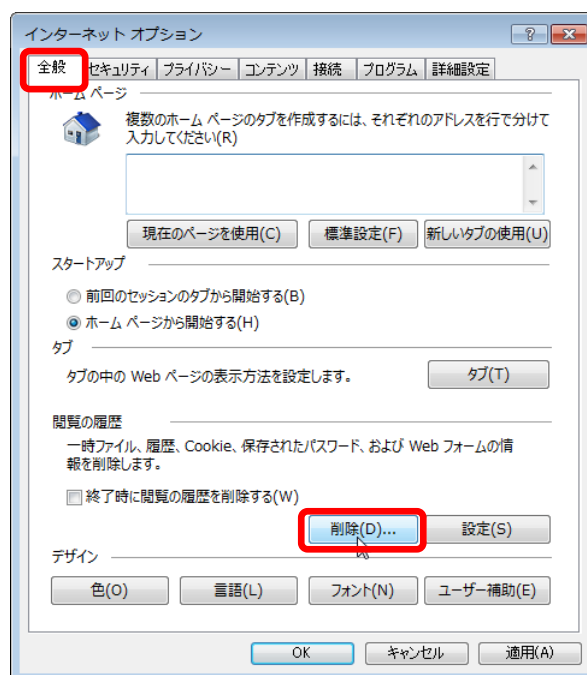 インターネット オプション
全般 セキュリティ プライバシー コンテンツ 接続 プログラム 詳細設定
ホーム ページ
複数のホーム ページのタブを作成するには、それぞれのアドレスを行で分けて
入力してください(R)
現在のページを使用(C) 標準設定(F) 新しいタブの使用(U)
スタートアップ
前回のセッションのタブから開始する(B)
ホーム ページから開始する(H)
タブ
タブの中の Web ページの表示方法を設定します。 タブ(T)
閲覧の履歴
一時ファイル、履歴、Cookie、保存されたパスワード、および Web フォームの情
報を削除します。
終了時に閲覧の履歴を削除する(W)
削除(D)... 設定(S)
デザイン
色(O) 言語(L) フォント(N) ユーザー補助(E)
OK キャンセル 適用(A)